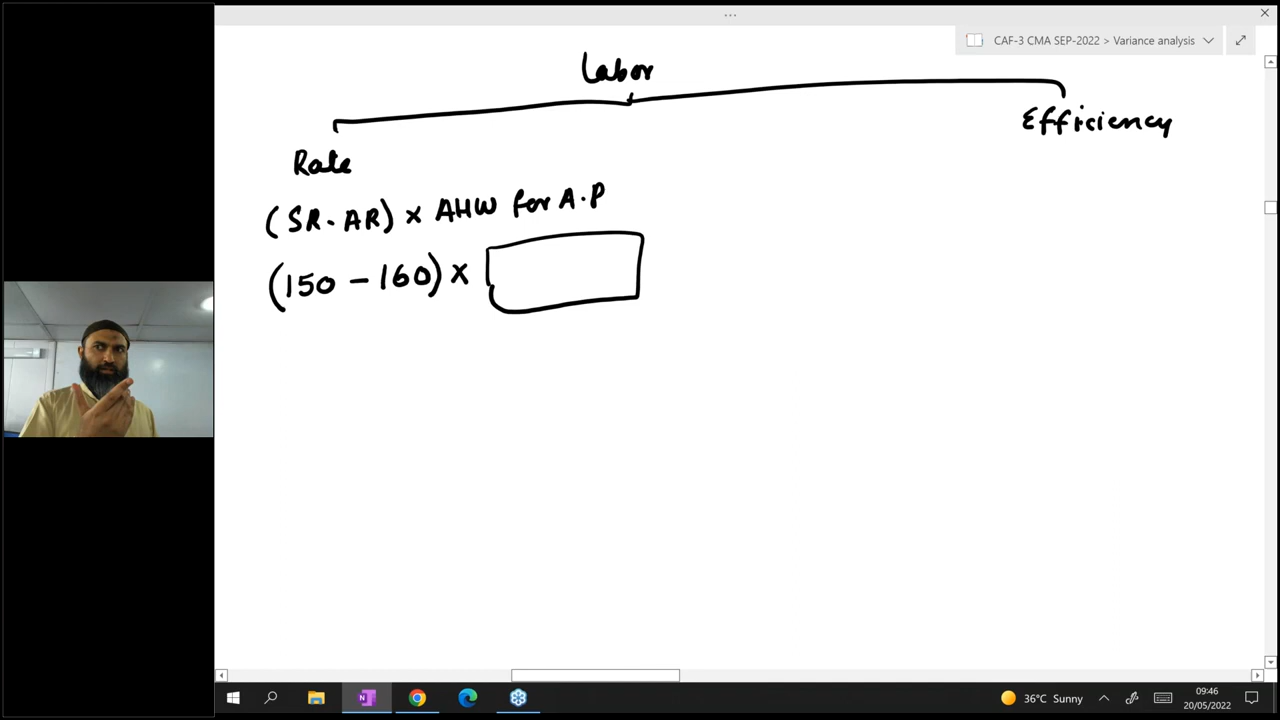 CAF-3 CMA SEP-2022 > Variance analysis
Labor
Efficiency
Rate
(SR - AR) × AHW for A.P
(150 - 160) ×
36°C Sunny
09:46
20/05/2022